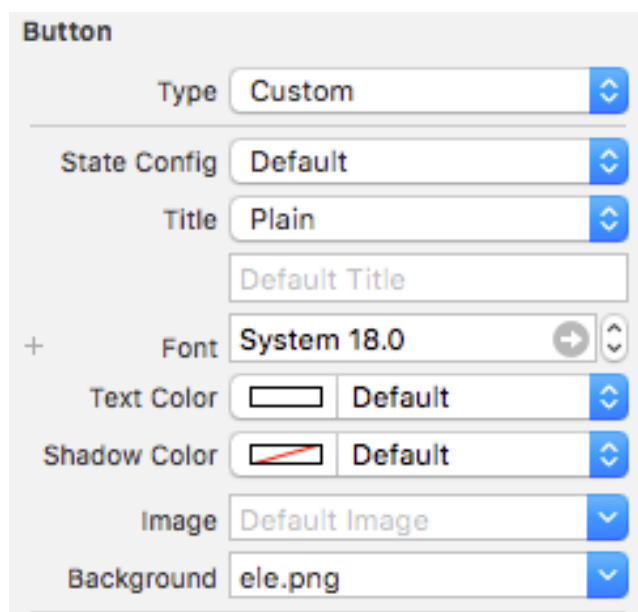 Button
Type Custom
State Config Default
Title Plain
Default Title
+ Font System 18.0
Text Color Default
Shadow Color Default
Image Default Image
Background ele.png